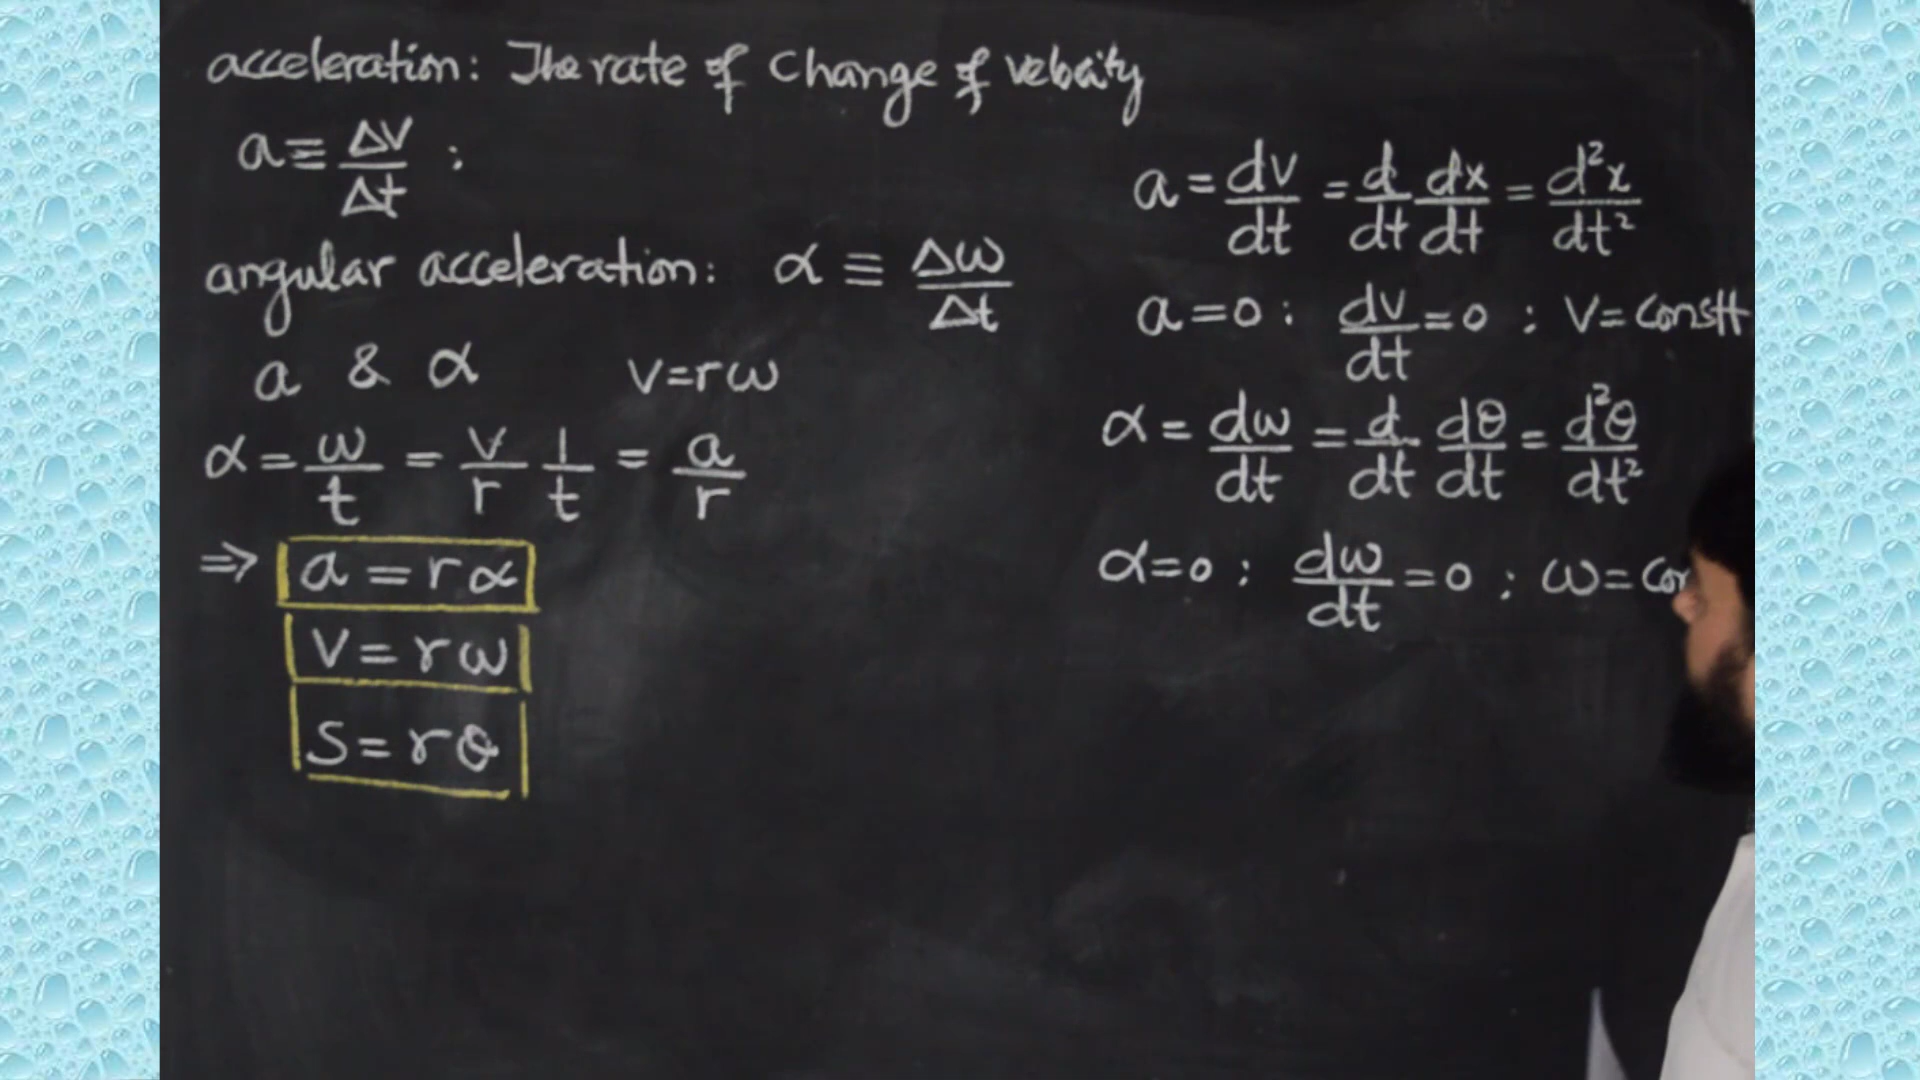 acceleration: The rate of change of velocity
a ≡ Δv/Δt :
angular acceleration: α ≡ Δω/Δt
a & α v=rω
α = ω/t = v/r 1/t = a/r
⇒ a = rα
v = rω
S = rθ
a = dv/dt = d/dt dx/dt = d²x/dt²
a=0 : dv/dt=0 : v=constt
α = dω/dt = d/dt dθ/dt = d²θ/dt²
α=0 : dω/dt=0 ; ω=